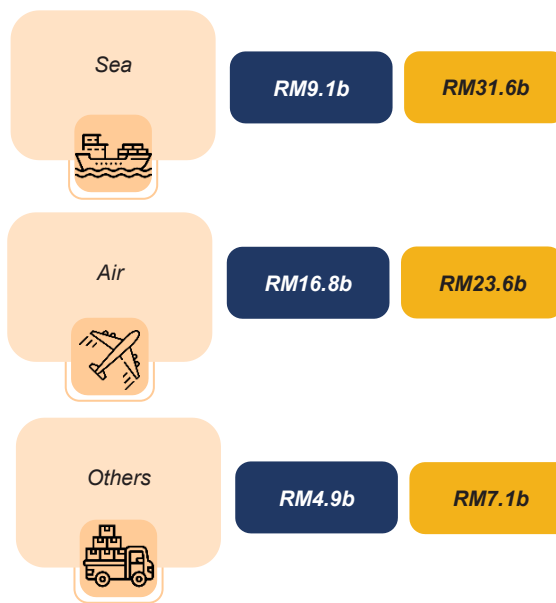 Sea
RM9.1b
RM31.6b
Air
RM16.8b
RM23.6b
Others
RM4.9b
RM7.1b